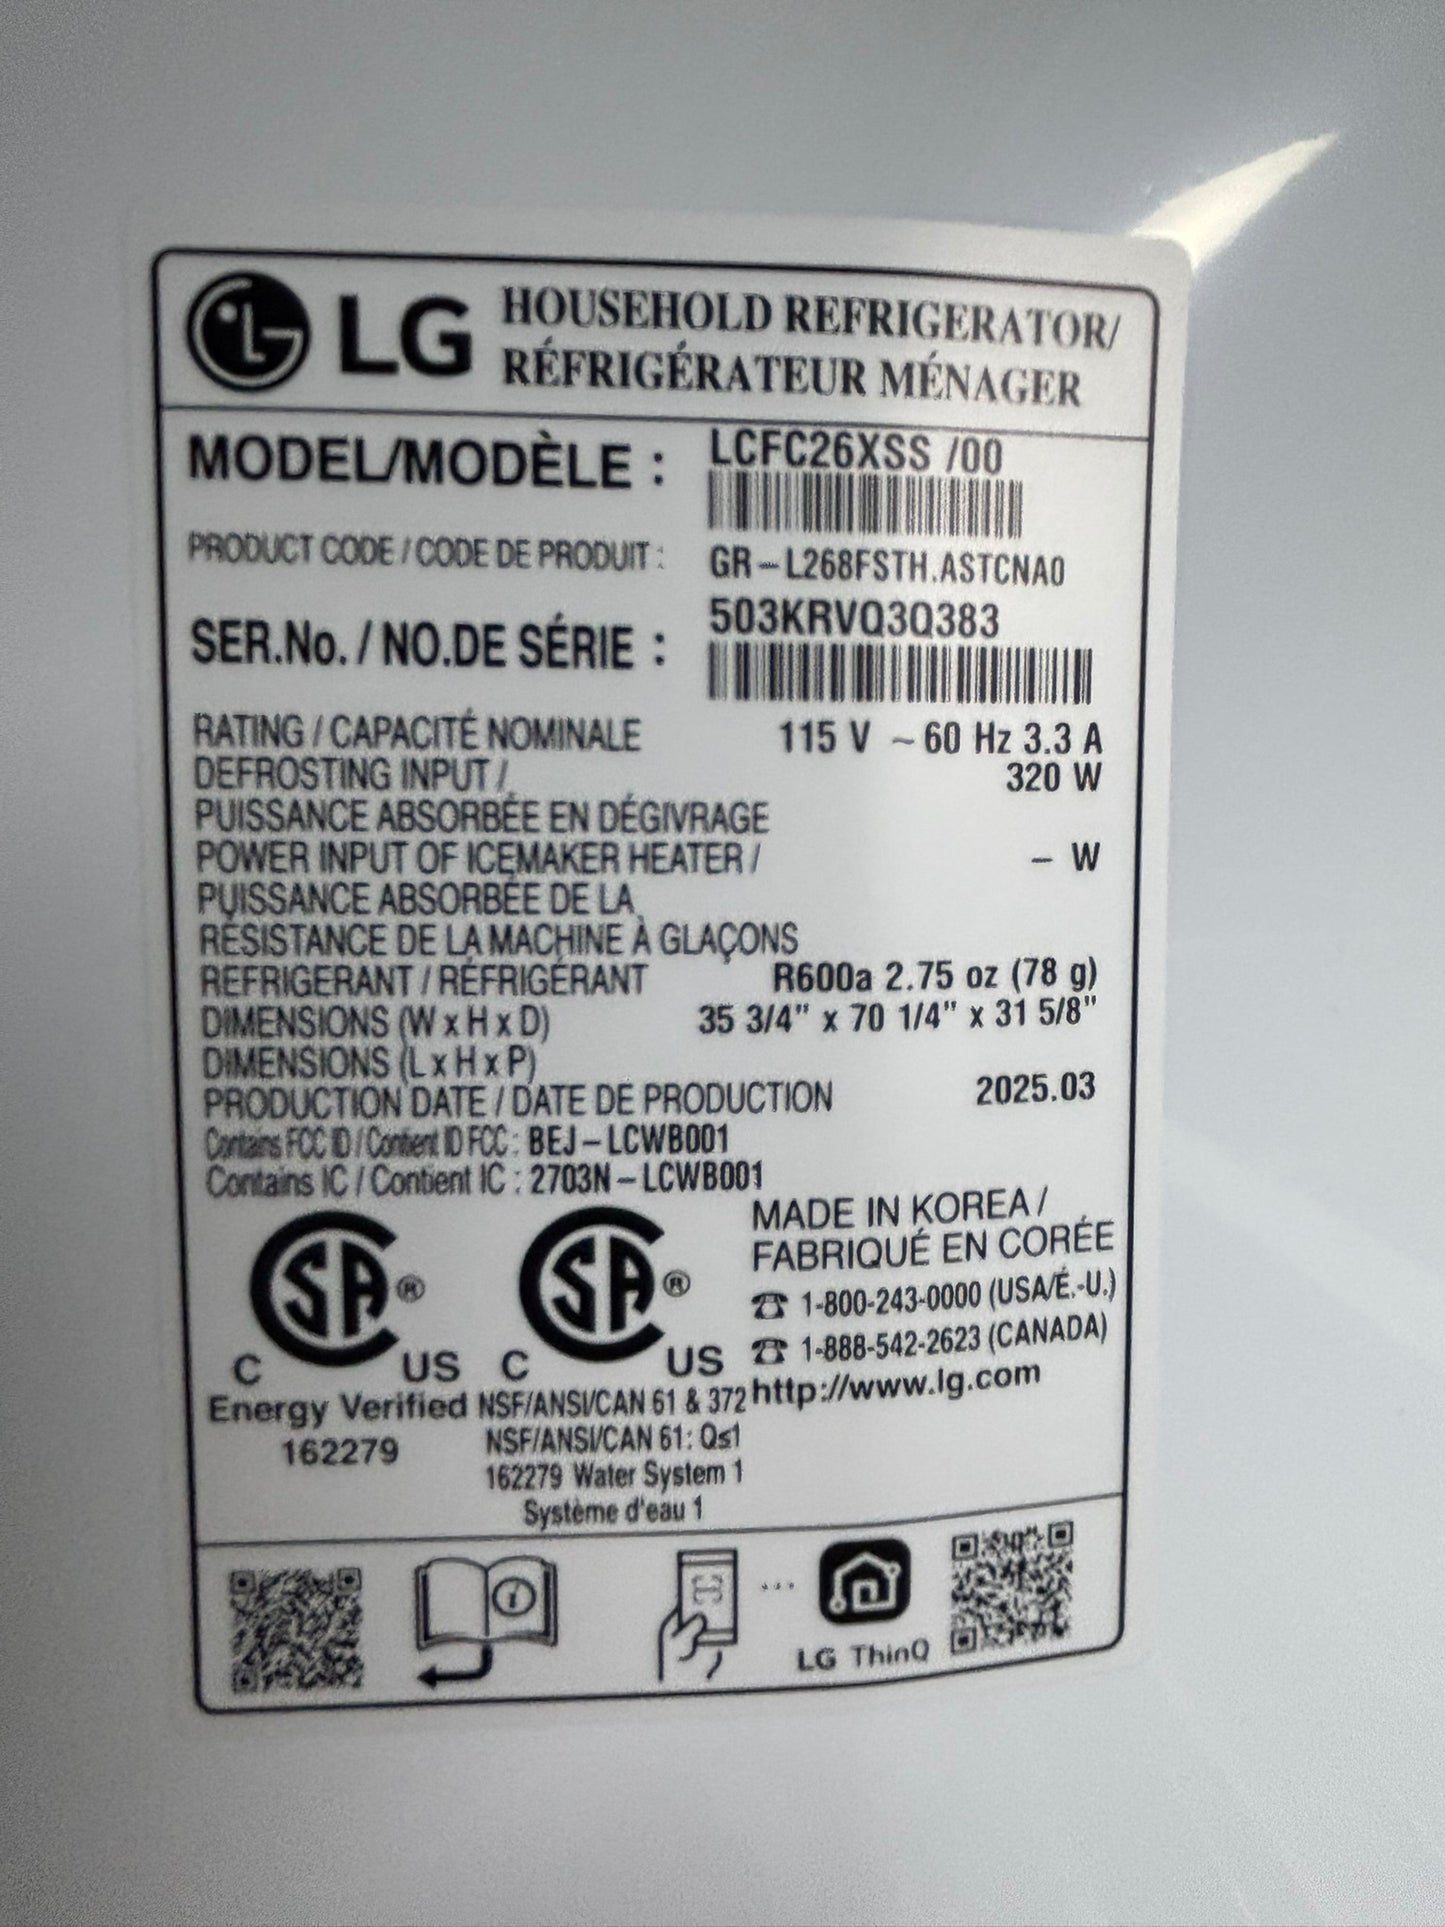 LG HOUSEHOLD REFRIGERATOR/
RÉFRIGÉRATEUR MÉNAGER
MODEL/MODÈLE : LCFC26XSS /00
PRODUCT CODE / CODE DE PRODUIT : GR-L268FSTH.ASTCNA0
SER.No. / NO.DE SÉRIE : 503KRVQ3Q383
RATING / CAPACITÉ NOMINALE 115 V ~ 60 Hz 3.3 A
DEFROSTING INPUT / 320 W
PUISSANCE ABSORBÉE EN DÉGIVRAGE
POWER INPUT OF ICEMAKER HEATER / – W
PUISSANCE ABSORBÉE DE LA
RÉSISTANCE DE LA MACHINE À GLAÇONS
REFRIGERANT / RÉFRIGÉRANT R600a 2.75 oz (78 g)
DIMENSIONS (W x H x D) 35 3/4" x 70 1/4" x 31 5/8"
DIMENSIONS (L x H x P)
PRODUCTION DATE / DATE DE PRODUCTION 2025.03
Contains FCC ID / Contient ID FCC : BEJ-LCWB001
Contains IC / Contient IC : 2703N-LCWB001
MADE IN KOREA /
FABRIQUÉ EN CORÉE
☎ 1-800-243-0000 (USA/É.-U.)
☎ 1-888-542-2623 (CANADA)
http://www.lg.com
C SA ® US
Energy Verified
162279
C SA ® US
NSF/ANSI/CAN 61 & 372
NSF/ANSI/CAN 61: Qs1
162279 Water System 1
Système d'eau 1
LG ThinQ